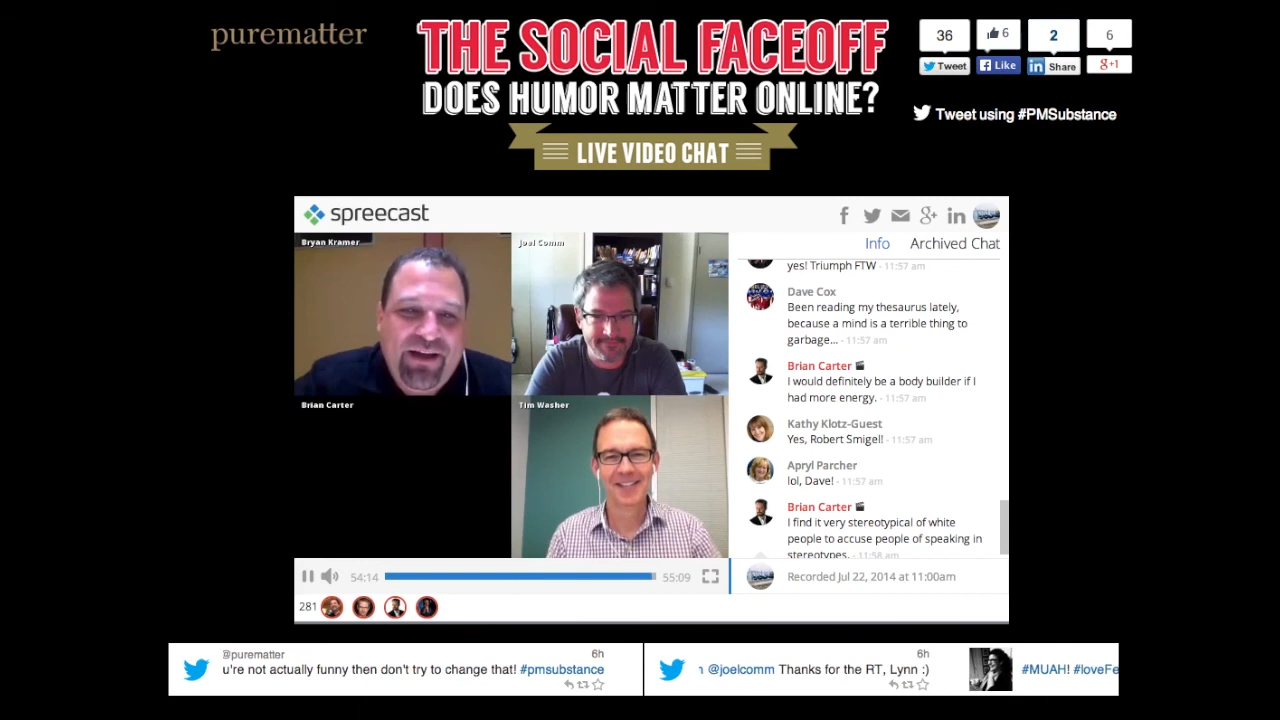 purematter
THE SOCIAL FACEOFF
DOES HUMOR MATTER ONLINE?
LIVE VIDEO CHAT
36
6
2
6
Tweet
Like
Share
g+1
Tweet using #PMSubstance
spreecast
Info
Archived Chat
Bryan Kramer
Joel Comm
Brian Carter
Tim Washer
yes! Triumph FTW - 11:57 am
Dave Cox
Been reading my thesaurus lately,
because a mind is a terrible thing to
garbage... - 11:57 am
Brian Carter
I would definitely be a body builder if I
had more energy. - 11:57 am
Kathy Klotz-Guest
Yes, Robert Smigel! - 11:57 am
Apryl Parcher
lol, Dave! - 11:57 am
Brian Carter
I find it very stereotypical of white
people to accuse people of speaking in
stereotypes. - 11:58 am
54:14
55:09
Recorded Jul 22, 2014 at 11:00am
281
@purematter
6h
u're not actually funny then don't try to change that! #pmsubstance
6h
@joelcomm Thanks for the RT, Lynn :)
#MUAH! #loveFe